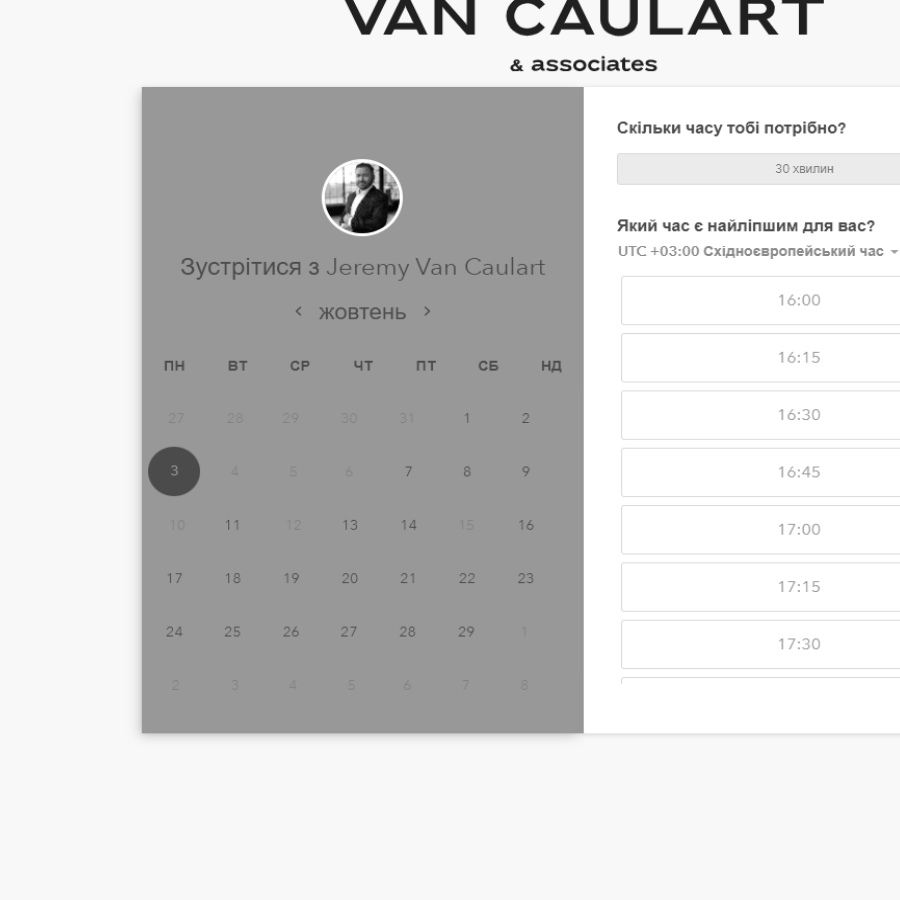 VAN CAULART
& associates
Зустрітися з Jeremy Van Caulart
жовтень
ПН ВТ СР ЧТ ПТ СБ НД
27 28 29 30 31 1 2
3 4 5 6 7 8 9
10 11 12 13 14 15 16
17 18 19 20 21 22 23
24 25 26 27 28 29 1
2 3 4 5 6 7 8
Скільки часу тобі потрібно?
30 хвилин
Який час є найліпшим для вас?
UTC +03:00 Східноєвропейський час
16:00
16:15
16:30
16:45
17:00
17:15
17:30